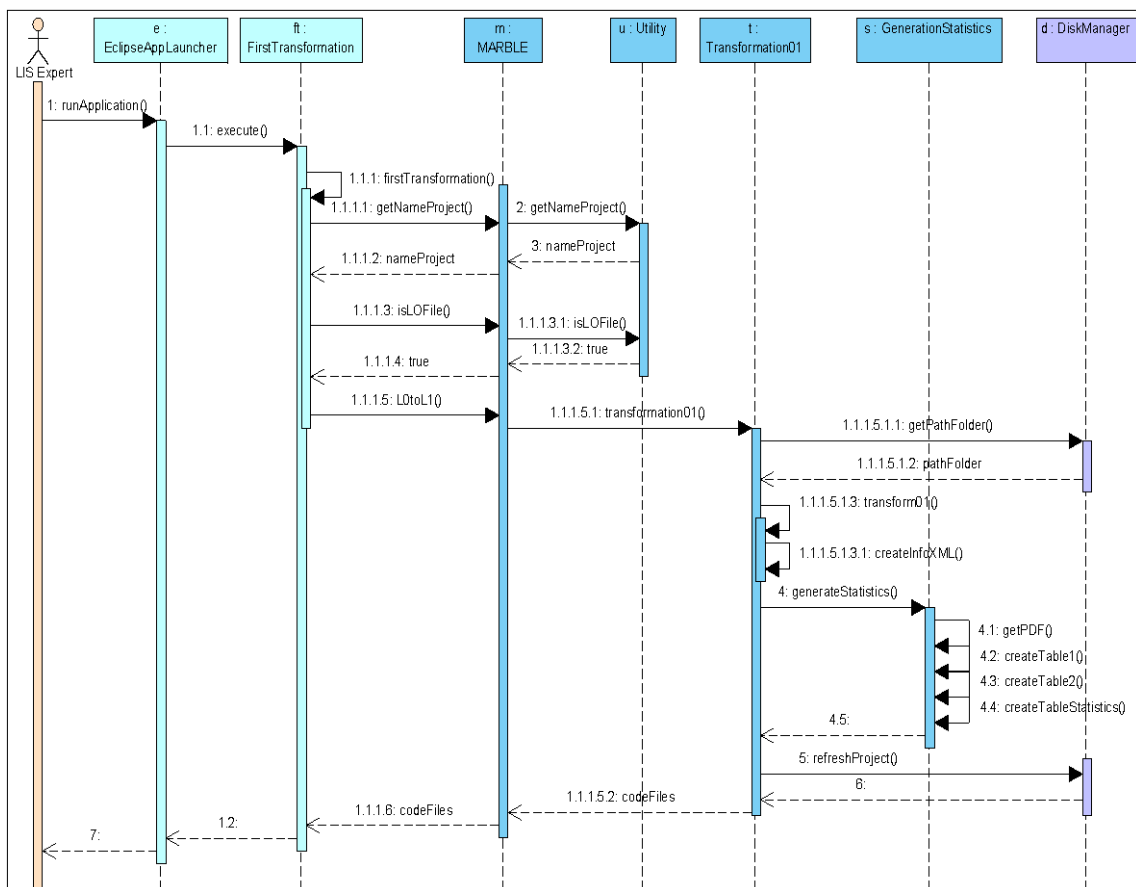 e :
EclipseAppLauncher
ft :
FirstTransformation
m :
MARBLE
u : Utility
t :
Transformation01
s : GenerationStatistics
d : DiskManager
LIS Expert
1: runApplication()
1.1: execute()
1.1.1: firstTransformation()
1.1.1.1: getNameProject()
2: getNameProject()
3: nameProject
1.1.1.2: nameProject
1.1.1.3: isLOFile()
1.1.1.3.1: isLOFile()
1.1.1.3.2: true
1.1.1.4: true
1.1.1.5: L0toL1()
1.1.1.5.1: transformation01()
1.1.1.5.1.1: getPathFolder()
1.1.1.5.1.2: pathFolder
1.1.1.5.1.3: transform01()
1.1.1.5.1.3.1: createInfoXML()
4: generateStatistics()
4.1: getPDF()
4.2: createTable1()
4.3: createTable2()
4.4: createTableStatistics()
4.5:
5: refreshProject()
6:
1.1.1.5.2: codeFiles
1.1.1.6: codeFiles
1.2:
7: